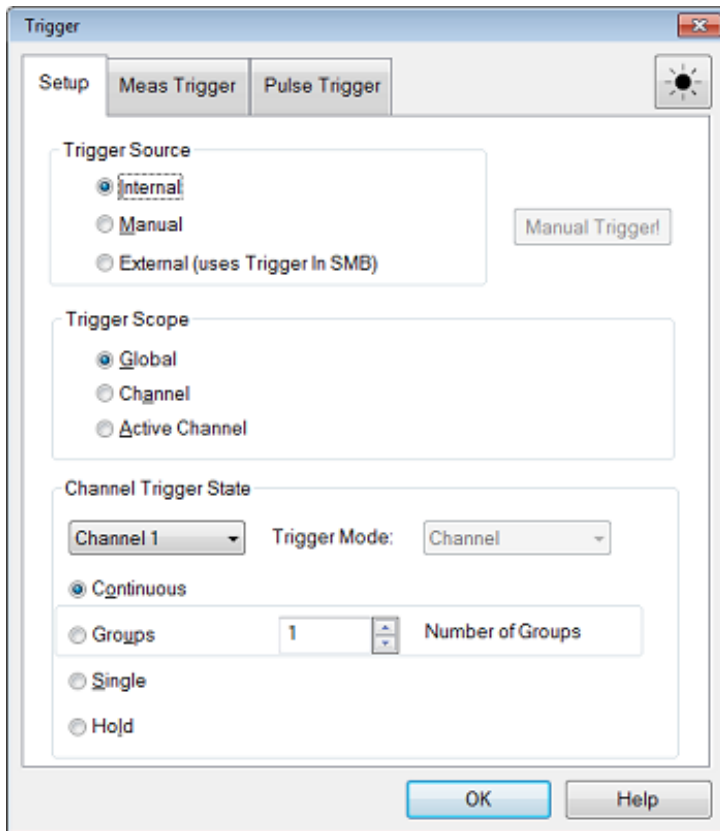 Trigger
Setup Meas Trigger Pulse Trigger
Trigger Source
Internal
Manual
Manual Trigger!
External (uses Trigger In SMB)
Trigger Scope
Global
Channel
Active Channel
Channel Trigger State
Channel 1 Trigger Mode: Channel
Continuous
Groups 1 Number of Groups
Single
Hold
OK Help